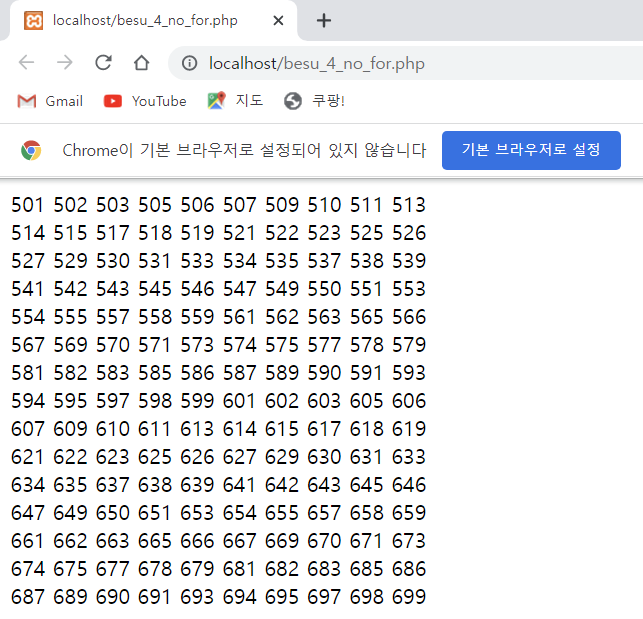 localhost/besu_4_no_for.php
localhost/besu_4_no_for.php
Gmail YouTube 지도 쿠팡!
Chrome이 기본 브라우저로 설정되어 있지 않습니다 기본 브라우저로 설정
501 502 503 505 506 507 509 510 511 513
514 515 517 518 519 521 522 523 525 526
527 529 530 531 533 534 535 537 538 539
541 542 543 545 546 547 549 550 551 553
554 555 557 558 559 561 562 563 565 566
567 569 570 571 573 574 575 577 578 579
581 582 583 585 586 587 589 590 591 593
594 595 597 598 599 601 602 603 605 606
607 609 610 611 613 614 615 617 618 619
621 622 623 625 626 627 629 630 631 633
634 635 637 638 639 641 642 643 645 646
647 649 650 651 653 654 655 657 658 659
661 662 663 665 666 667 669 670 671 673
674 675 677 678 679 681 682 683 685 686
687 689 690 691 693 694 695 697 698 699